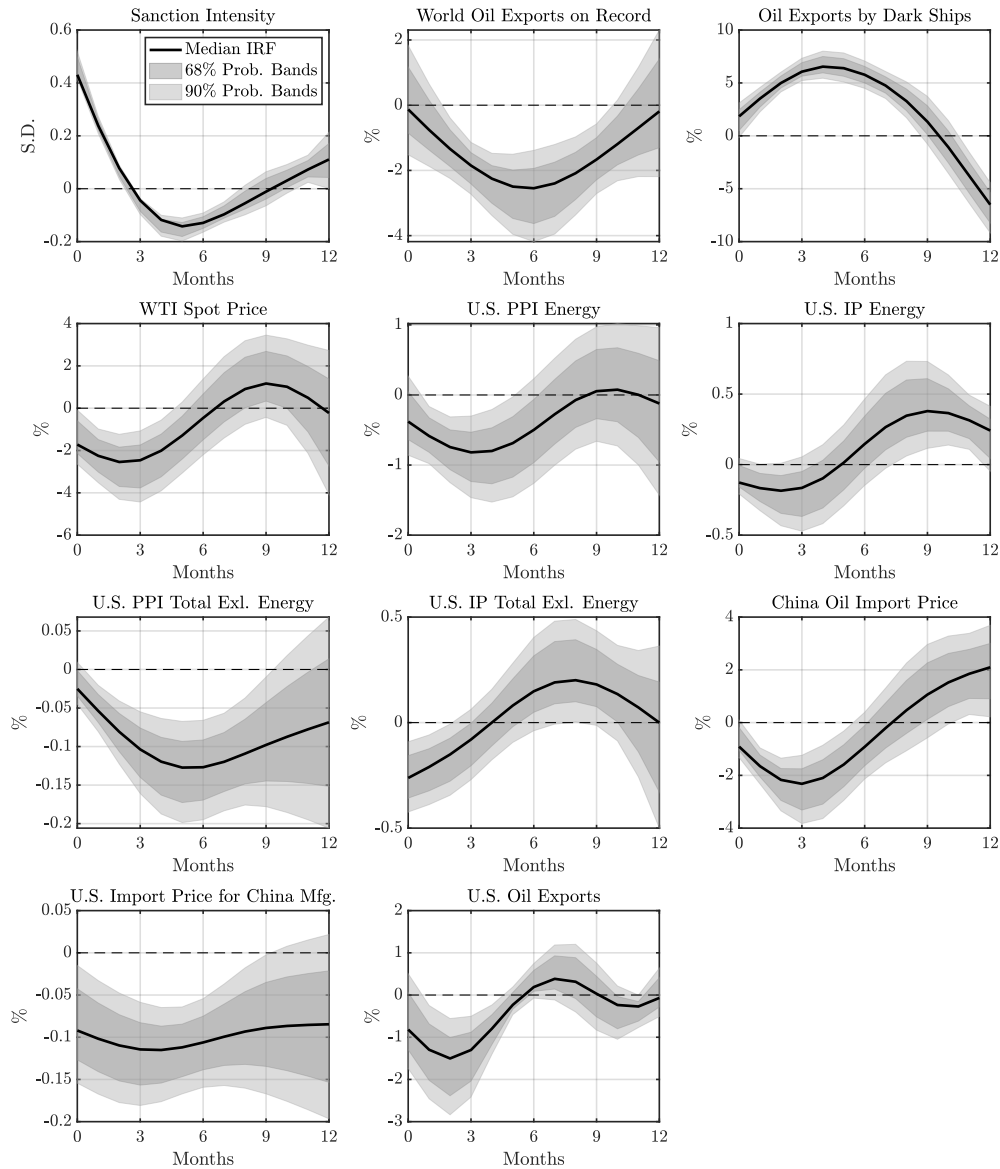 Sanction Intensity
0.6
0.4
0.2
0
-0.2
S.D.
Median IRF
68% Prob. Bands
90% Prob. Bands
0 3 6 9 12
Months
World Oil Exports on Record
2
0
-2
-4
%
0 3 6 9 12
Months
Oil Exports by Dark Ships
10
5
0
-5
-10
%
0 3 6 9 12
Months
WTI Spot Price
4
2
0
-2
-4
-6
%
0 3 6 9 12
Months
U.S. PPI Energy
1
0
-1
-2
%
0 3 6 9 12
Months
U.S. IP Energy
1
0.5
0
-0.5
%
0 3 6 9 12
Months
U.S. PPI Total Exl. Energy
0.05
0
-0.05
-0.1
-0.15
-0.2
%
0 3 6 9 12
Months
U.S. IP Total Exl. Energy
0.5
0
-0.5
%
0 3 6 9 12
Months
China Oil Import Price
4
2
0
-2
-4
%
0 3 6 9 12
Months
U.S. Import Price for China Mfg.
0.05
0
-0.05
-0.1
-0.15
-0.2
%
0 3 6 9 12
Months
U.S. Oil Exports
2
1
0
-1
-2
-3
%
0 3 6 9 12
Months